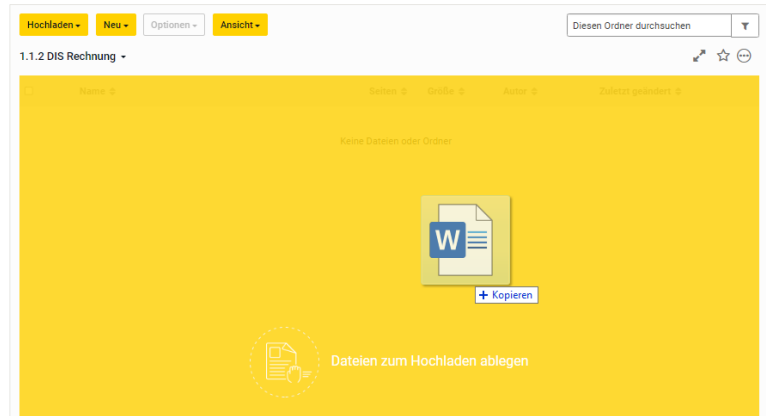 Hochladen Neu Optionen Ansicht Diesen Ordner durchsuchen
1.1.2 DIS Rechnung
Name Seiten Größe Autor Zuletzt geändert
Keine Dateien oder Ordner
W
+ Kopieren
Dateien zum Hochladen ablegen